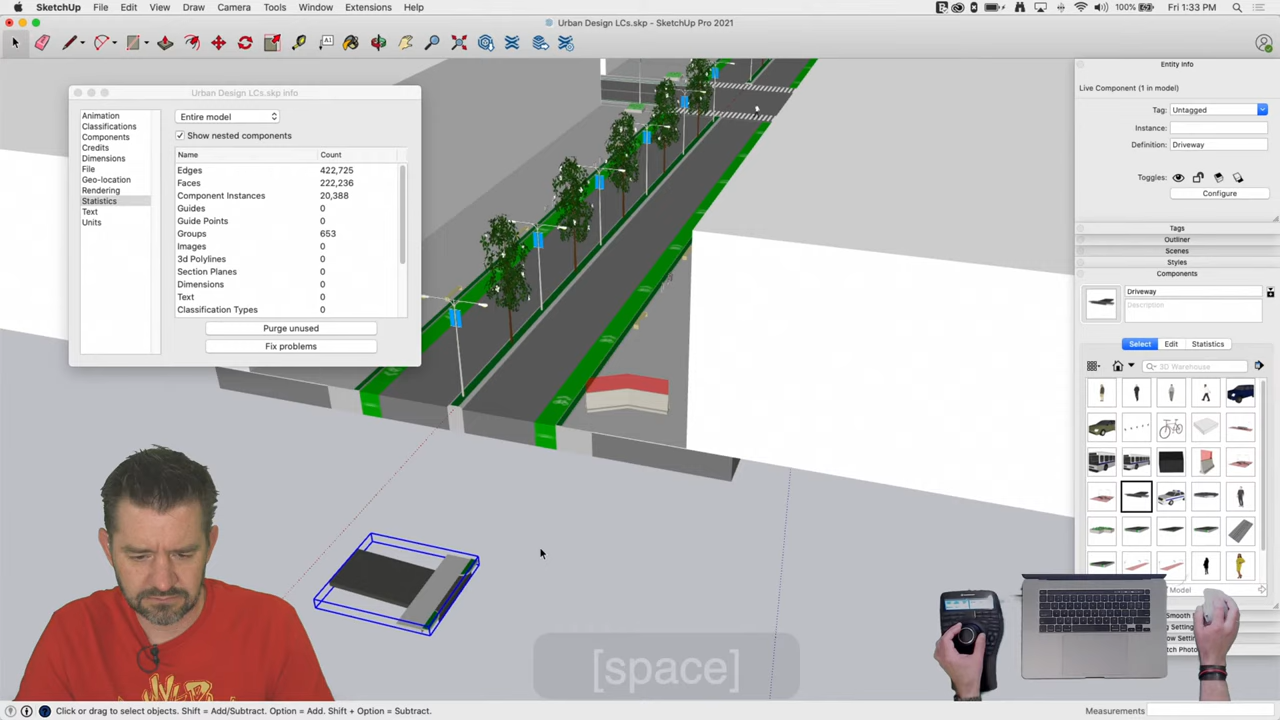 SketchUp File Edit View Draw Camera Tools Window Extensions Help 100% Fri 1:33 PM
Urban Design LCs.skp - SketchUp Pro 2021
Urban Design LCs.skp info
Animation
Classifications
Components
Credits
Dimensions
File
Geo-location
Rendering
Statistics
Text
Units
Entire model
Show nested components
Name Count
Edges 422,725
Faces 222,236
Component Instances 20,388
Guides 0
Guide Points 0
Groups 653
Images 0
3d Polylines 0
Section Planes 0
Dimensions 0
Text 0
Classification Types 0
Purge unused
Fix problems
Entity Info
Live Component (1 in model)
Tag: Untagged
Instance:
Definition: Driveway
Toggles:
Configure
Tags
Outliner
Scenes
Styles
Components
Driveway
Description
Select Edit Statistics
3D Warehouse
Model
[space]
Click or drag to select objects. Shift = Add/Subtract. Option = Add. Shift + Option = Subtract.
Measurements